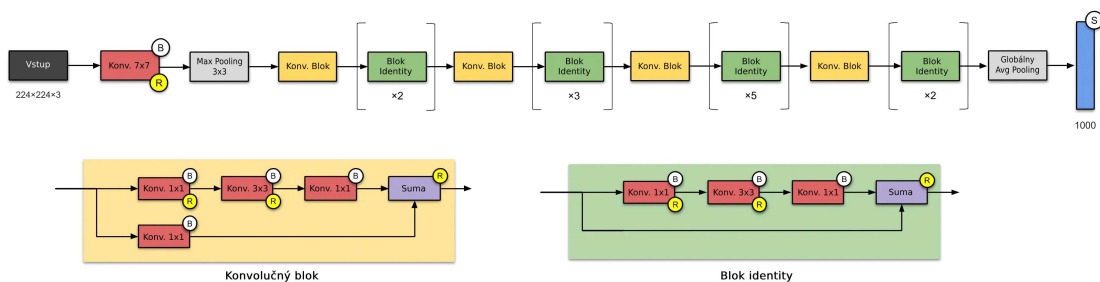 Vstup
224×224×3
Konv. 7x7
B
R
Max Pooling
3x3
Konv. Blok
Blok
Identity
×2
Konv. Blok
Blok
Identity
×3
Konv. Blok
Blok
Identity
×5
Konv. Blok
Blok
Identity
×2
Globálny
Avg Pooling
S
1000
Konv. 1x1
B
R
Konv. 3x3
B
R
Konv. 1x1
B
Suma
R
Konv. 1x1
B
Konvolučný blok
Konv. 1x1
B
R
Konv. 3x3
B
R
Konv. 1x1
B
Suma
R
Blok identity